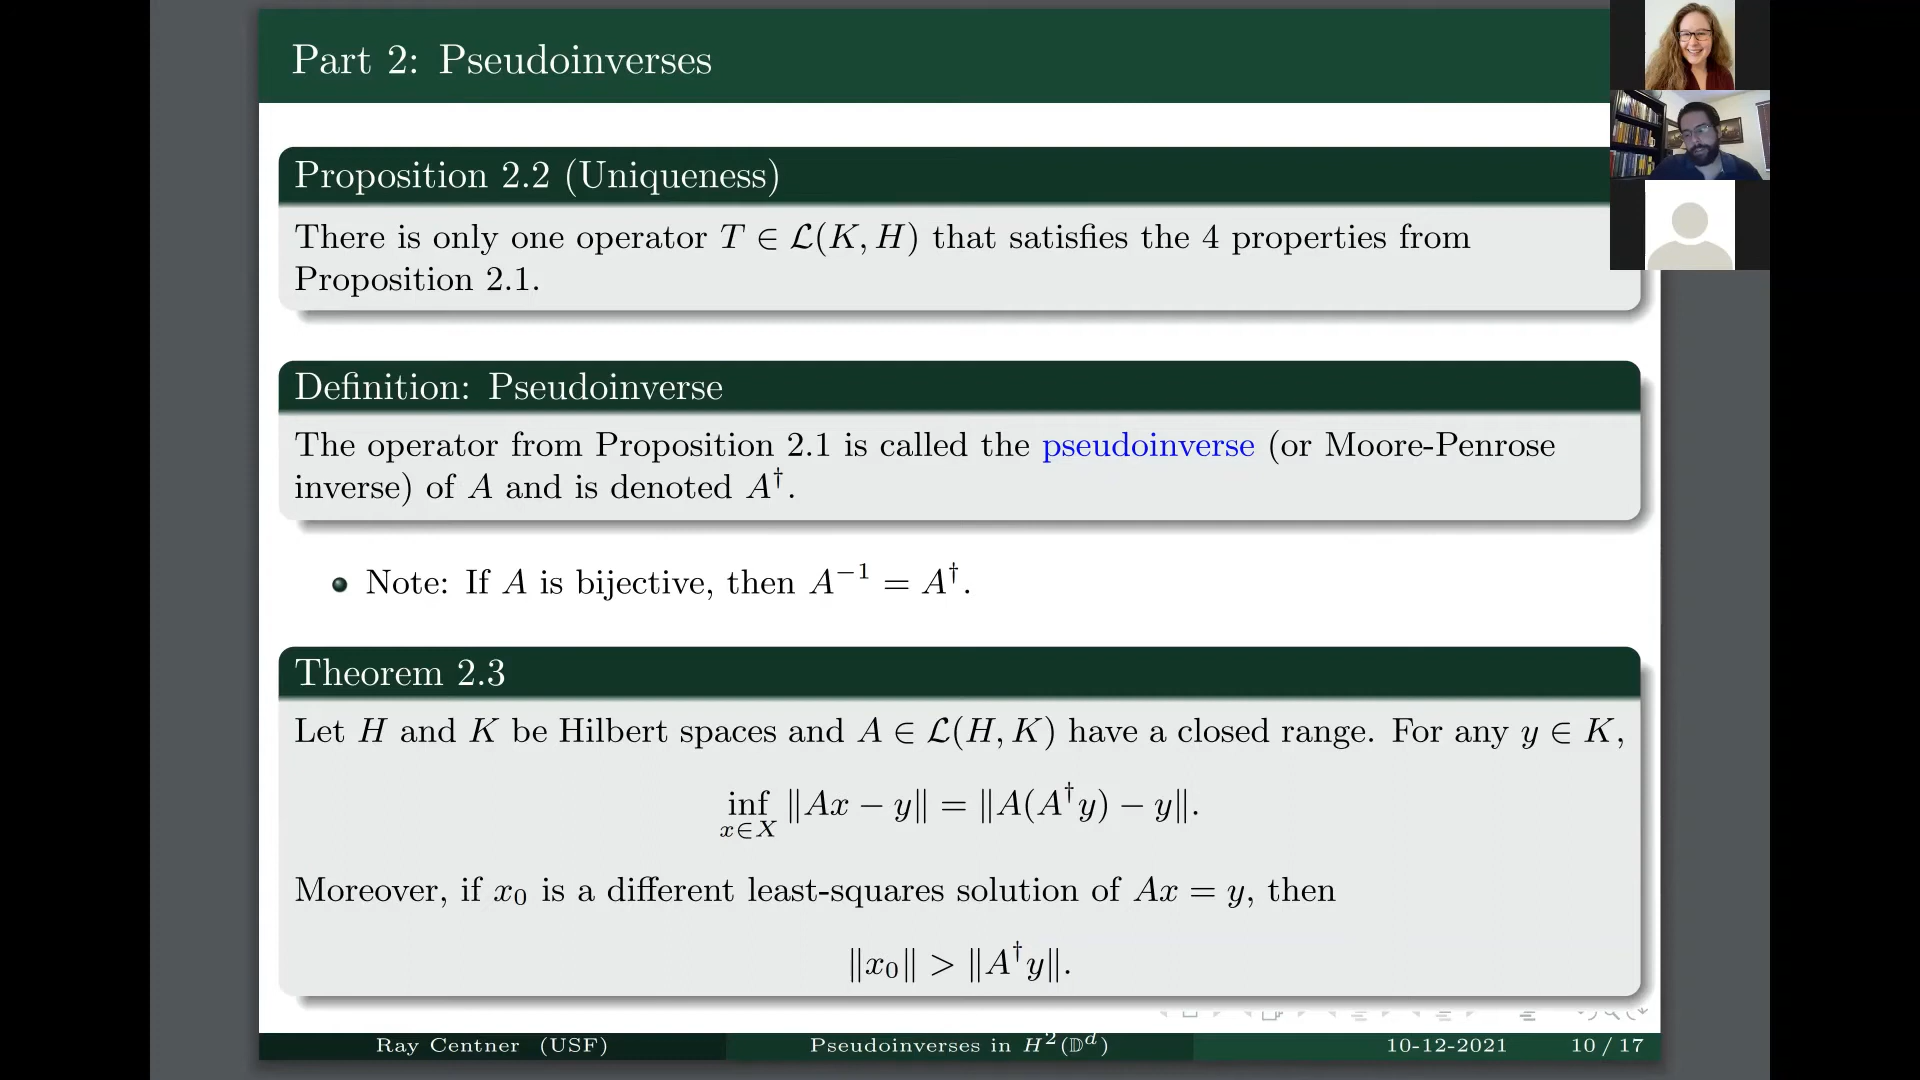 Part 2: Pseudoinverses
Proposition 2.2 (Uniqueness)
There is only one operator T ∈ ℒ(K, H) that satisfies the 4 properties from
Proposition 2.1.
Definition: Pseudoinverse
The operator from Proposition 2.1 is called the pseudoinverse (or Moore-Penrose
inverse) of A and is denoted A†.
Note: If A is bijective, then A⁻¹ = A†.
Theorem 2.3
Let H and K be Hilbert spaces and A ∈ ℒ(H, K) have a closed range. For any y ∈ K,
inf ‖Ax − y‖ = ‖A(A†y) − y‖.
x∈X
Moreover, if x₀ is a different least-squares solution of Ax = y, then
‖x₀‖ > ‖A†y‖.
Ray Centner (USF) Pseudoinverses in H²(𝔻ᵈ) 10-12-2021 10 / 17